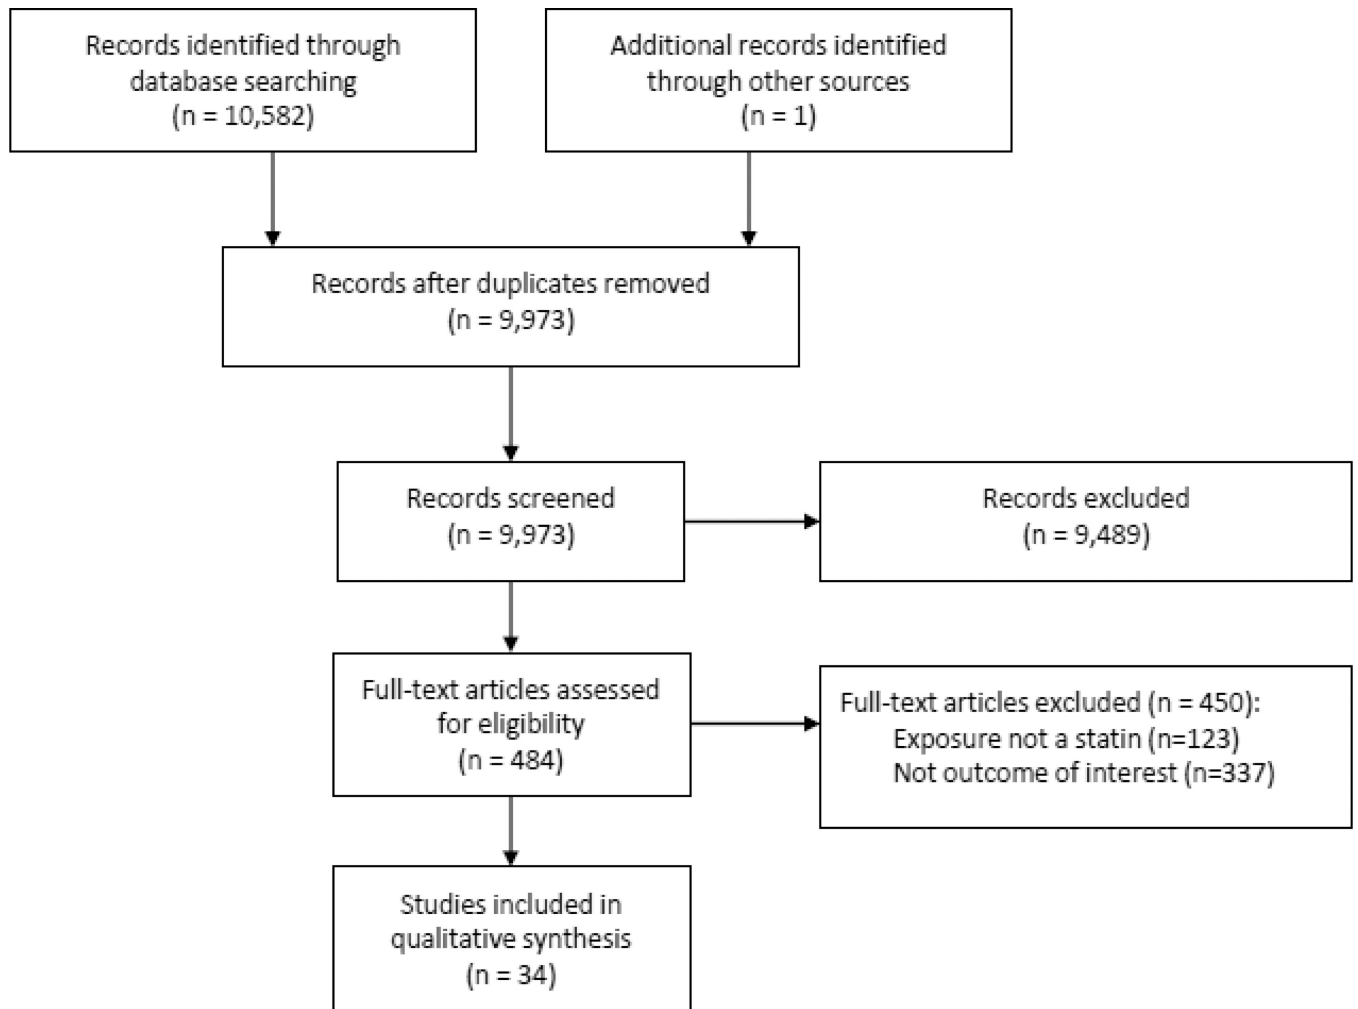 Records identified through
database searching
(n = 10,582)
Additional records identified
through other sources
(n = 1)
Records after duplicates removed
(n = 9,973)
Records screened
(n = 9,973)
Records excluded
(n = 9,489)
Full-text articles assessed
for eligibility
(n = 484)
Full-text articles excluded (n = 450):
Exposure not a statin (n=123)
Not outcome of interest (n=337)
Studies included in
qualitative synthesis
(n = 34)